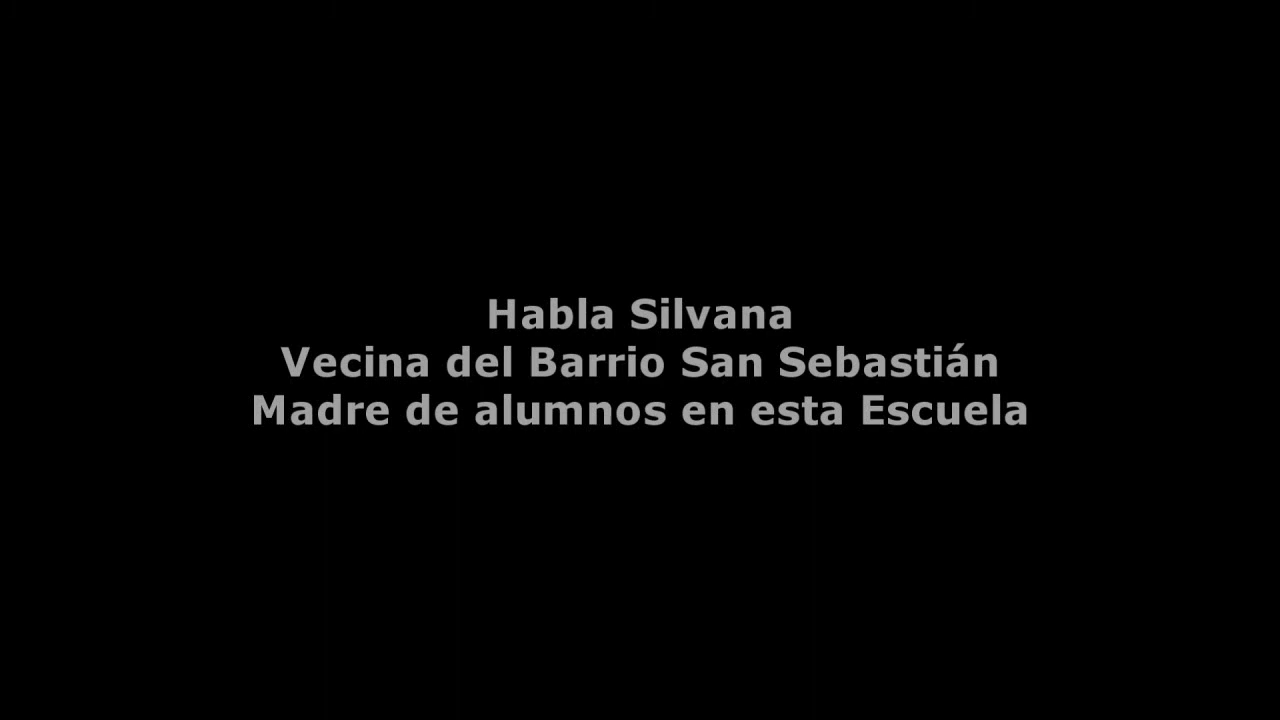 Habla Silvana
Vecina del Barrio San Sebastián
Madre de alumnos en esta Escuela